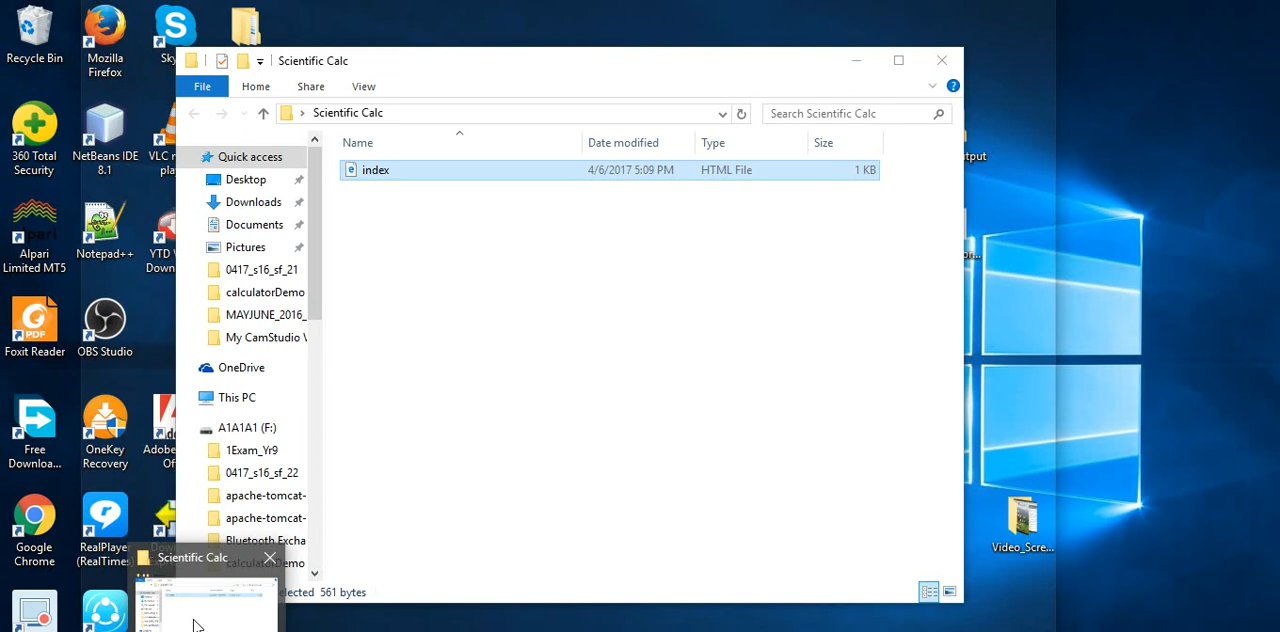 Recycle Bin
Mozilla
Firefox
Sky
360 Total
Security
NetBeans IDE
8.1
VLC
Alpari
Limited MT5
Notepad++
YTD
Down
Foxit Reader
OBS Studio
Free
Downloa...
OneKey
Recovery
Adobe
Google
Chrome
RealPlayer
(RealTimes)
Scientific Calc
File Home Share View
Scientific Calc
Search Scientific Calc
Name Date modified Type Size
index 4/6/2017 5:09 PM HTML File 1 KB
Quick access
Desktop
Downloads
Documents
Pictures
0417_s16_sf_21
calculatorDemo
MAYJUNE_2016_
My CamStudio V
OneDrive
This PC
A1A1A1 (F:)
1Exam_Yr9
0417_s16_sf_22
apache-tomcat-
apache-tomcat-
Bluetooth Excha
calculatorDemo
elected 561 bytes
Scientific Calc
Video_Scre...